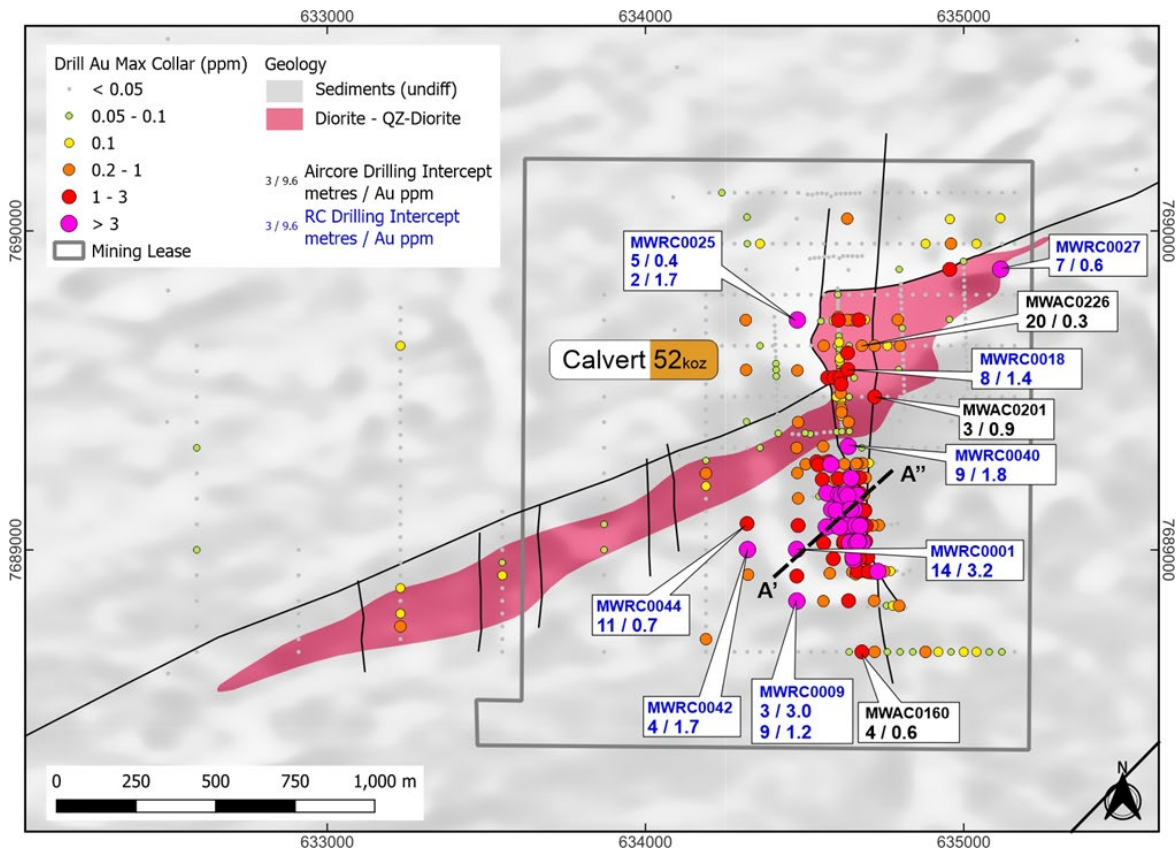 633000
634000
635000
Drill Au Max Collar (ppm)
< 0.05
0.05 - 0.1
0.1
0.2 - 1
1 - 3
> 3
Mining Lease
Geology
Sediments (undiff)
Diorite - QZ-Diorite
3 / 9.6 Aircore Drilling Intercept
metres / Au ppm
3 / 9.6 RC Drilling Intercept
metres / Au ppm
7690000
7690000
MWRC0025
5 / 0.4
2 / 1.7
MWRC0027
7 / 0.6
MWAC0226
20 / 0.3
Calvert 52koz
MWRC0018
8 / 1.4
MWAC0201
3 / 0.9
MWRC0040
9 / 1.8
A''
7689000
7689000
MWRC0001
14 / 3.2
A'
MWRC0044
11 / 0.7
MWRC0042
4 / 1.7
MWRC0009
3 / 3.0
9 / 1.2
MWAC0160
4 / 0.6
0 250 500 750 1,000 m
N
633000
634000
635000